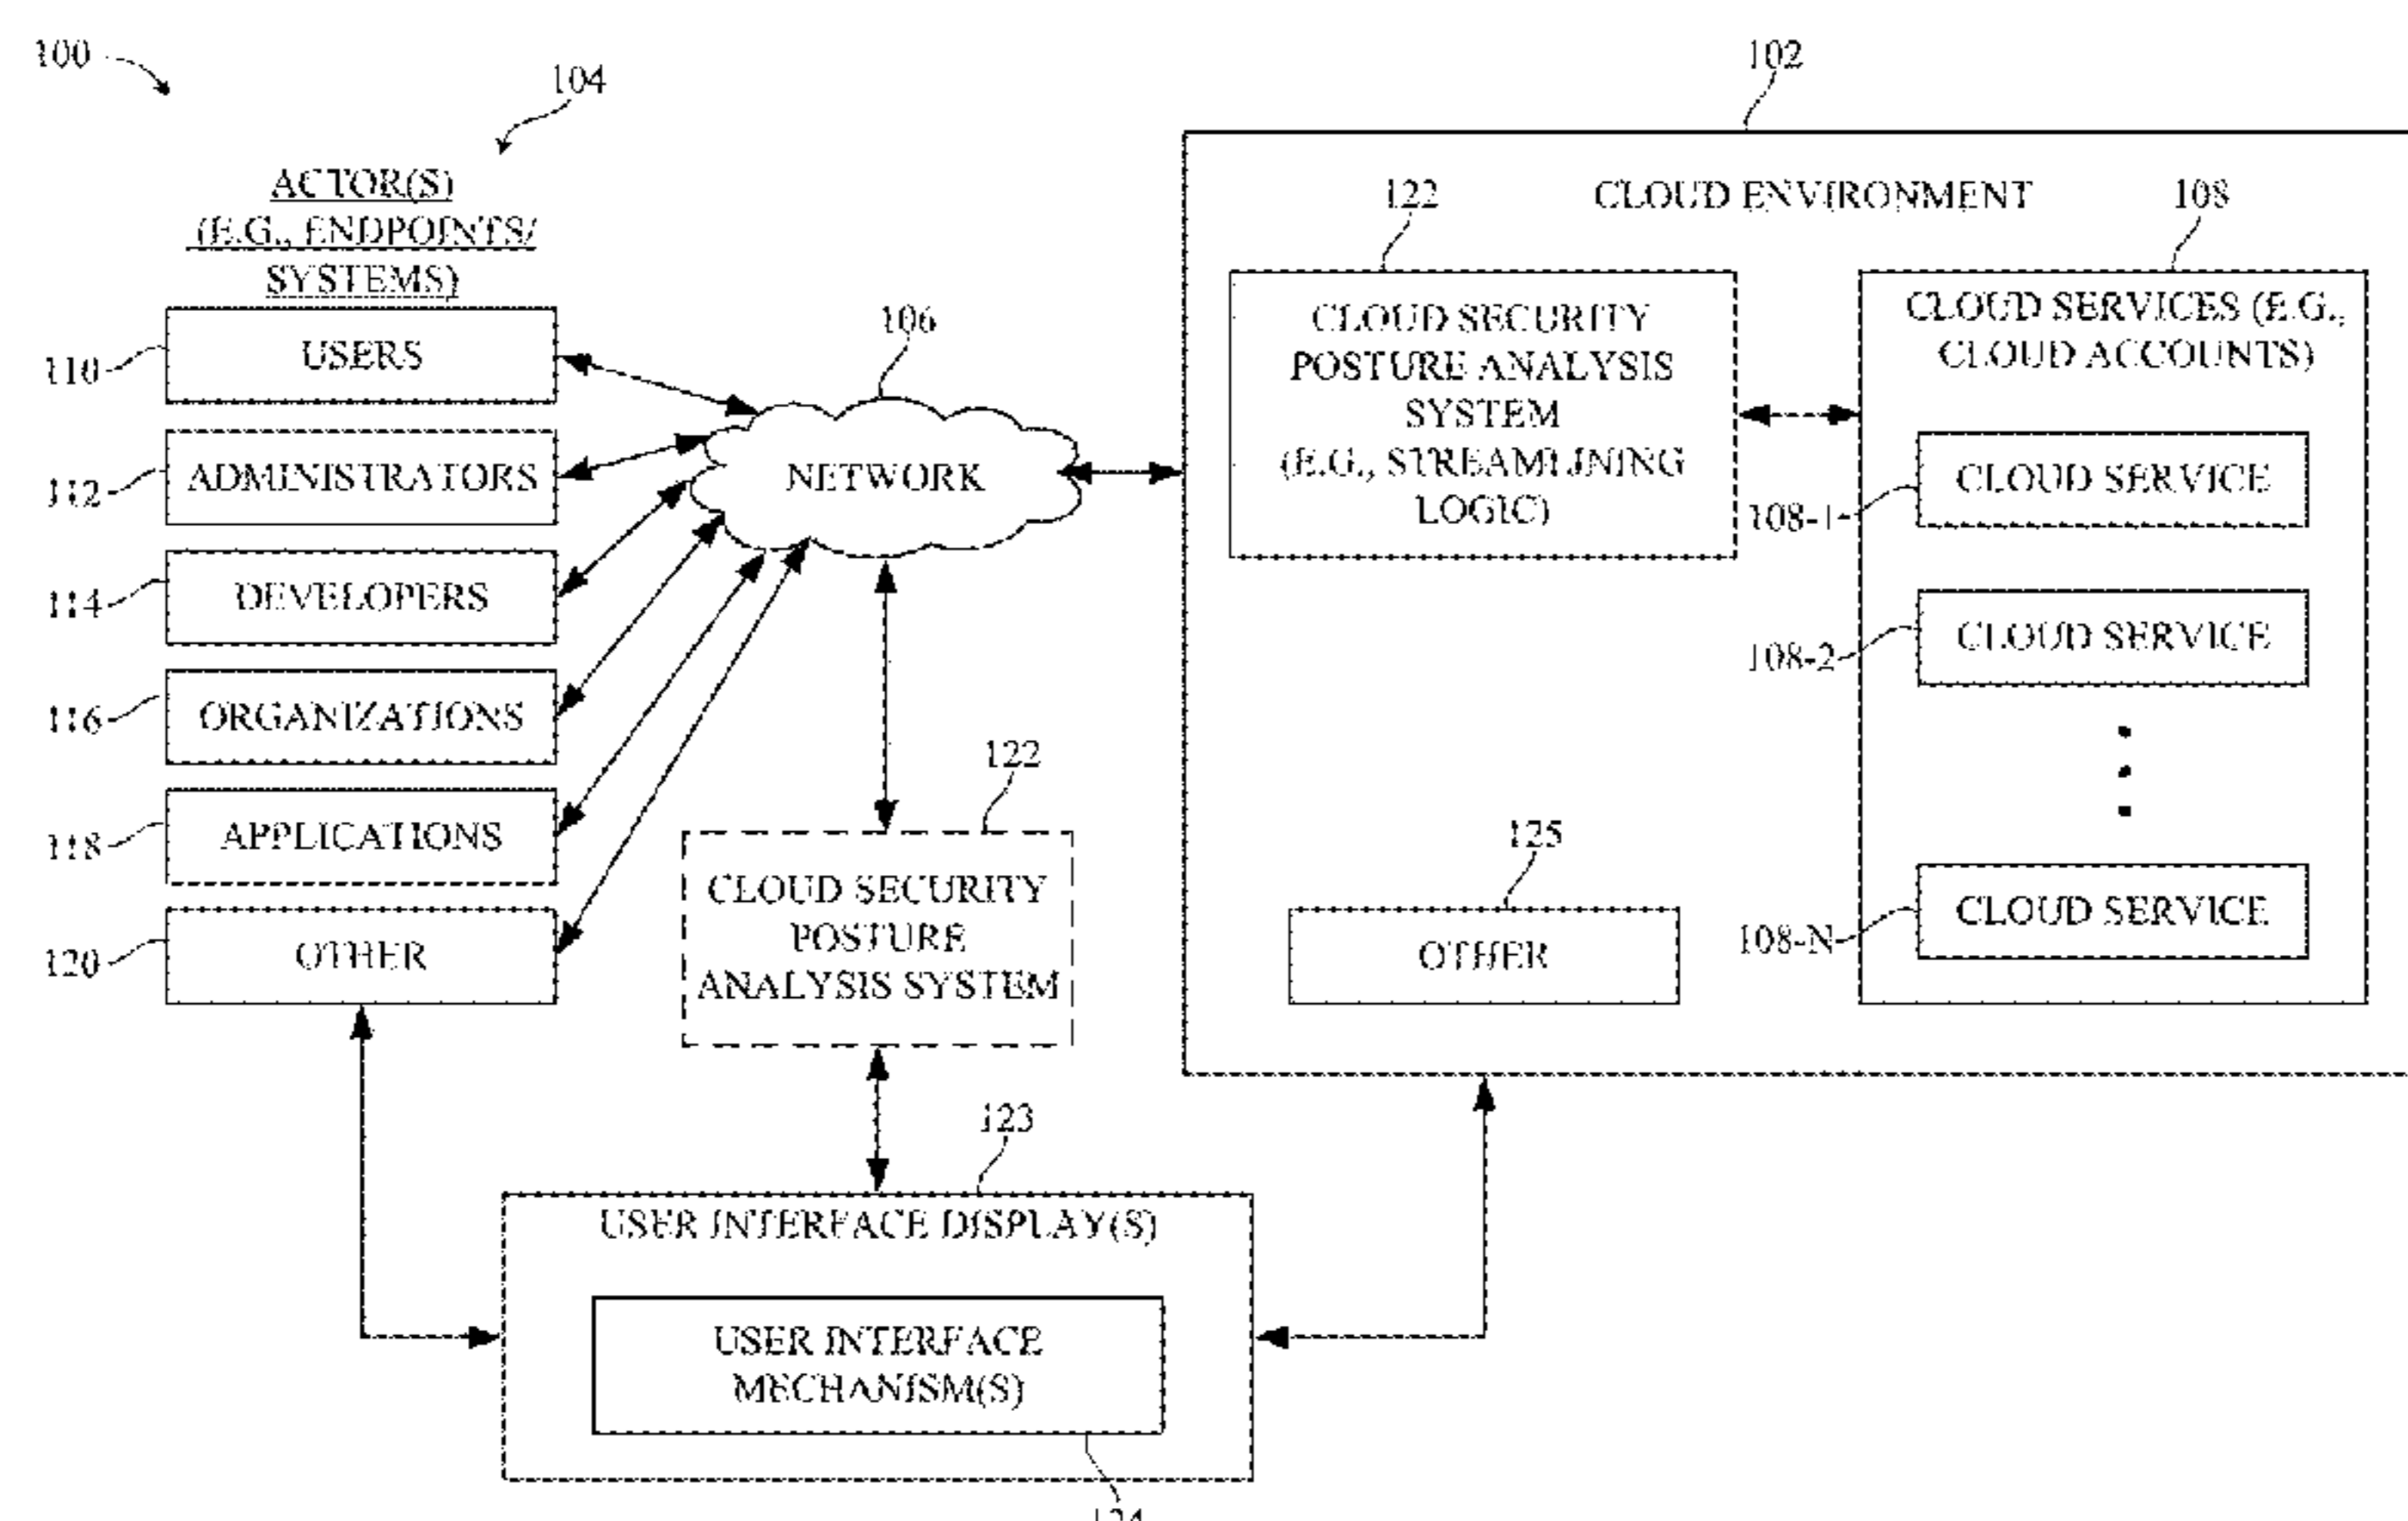 100
104
102
ACTOR(S)
(E.G., ENDPOINTS/
SYSTEMS)
110
USERS
112
ADMINISTRATORS
114
DEVELOPERS
116
ORGANIZATIONS
118
APPLICATIONS
120
OTHER
106
NETWORK
122
CLOUD SECURITY
POSTURE
ANALYSIS SYSTEM
CLOUD ENVIRONMENT
122
CLOUD SECURITY
POSTURE ANALYSIS
SYSTEM
(E.G., STREAMLINING
LOGIC)
108
CLOUD SERVICES (E.G.,
CLOUD ACCOUNTS)
108-1
CLOUD SERVICE
108-2
CLOUD SERVICE
108-N
CLOUD SERVICE
125
OTHER
123
USER INTERFACE DISPLAY(S)
USER INTERFACE
MECHANISM(S)
124